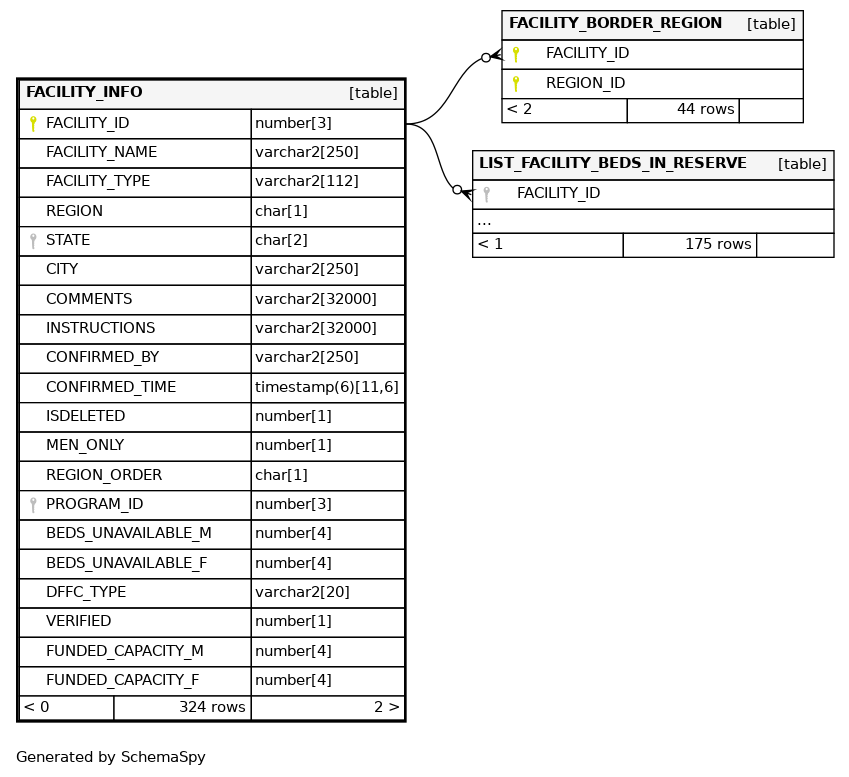 FACILITY_BORDER_REGION [table]
FACILITY_ID
REGION_ID
< 2 44 rows
FACILITY_INFO [table]
FACILITY_ID number[3]
FACILITY_NAME varchar2[250]
FACILITY_TYPE varchar2[112]
REGION char[1]
STATE char[2]
CITY varchar2[250]
COMMENTS varchar2[32000]
INSTRUCTIONS varchar2[32000]
CONFIRMED_BY varchar2[250]
CONFIRMED_TIME timestamp(6)[11,6]
ISDELETED number[1]
MEN_ONLY number[1]
REGION_ORDER char[1]
PROGRAM_ID number[3]
BEDS_UNAVAILABLE_M number[4]
BEDS_UNAVAILABLE_F number[4]
DFFC_TYPE varchar2[20]
VERIFIED number[1]
FUNDED_CAPACITY_M number[4]
FUNDED_CAPACITY_F number[4]
< 0 324 rows 2 >
LIST_FACILITY_BEDS_IN_RESERVE [table]
FACILITY_ID
...
< 1 175 rows
Generated by SchemaSpy